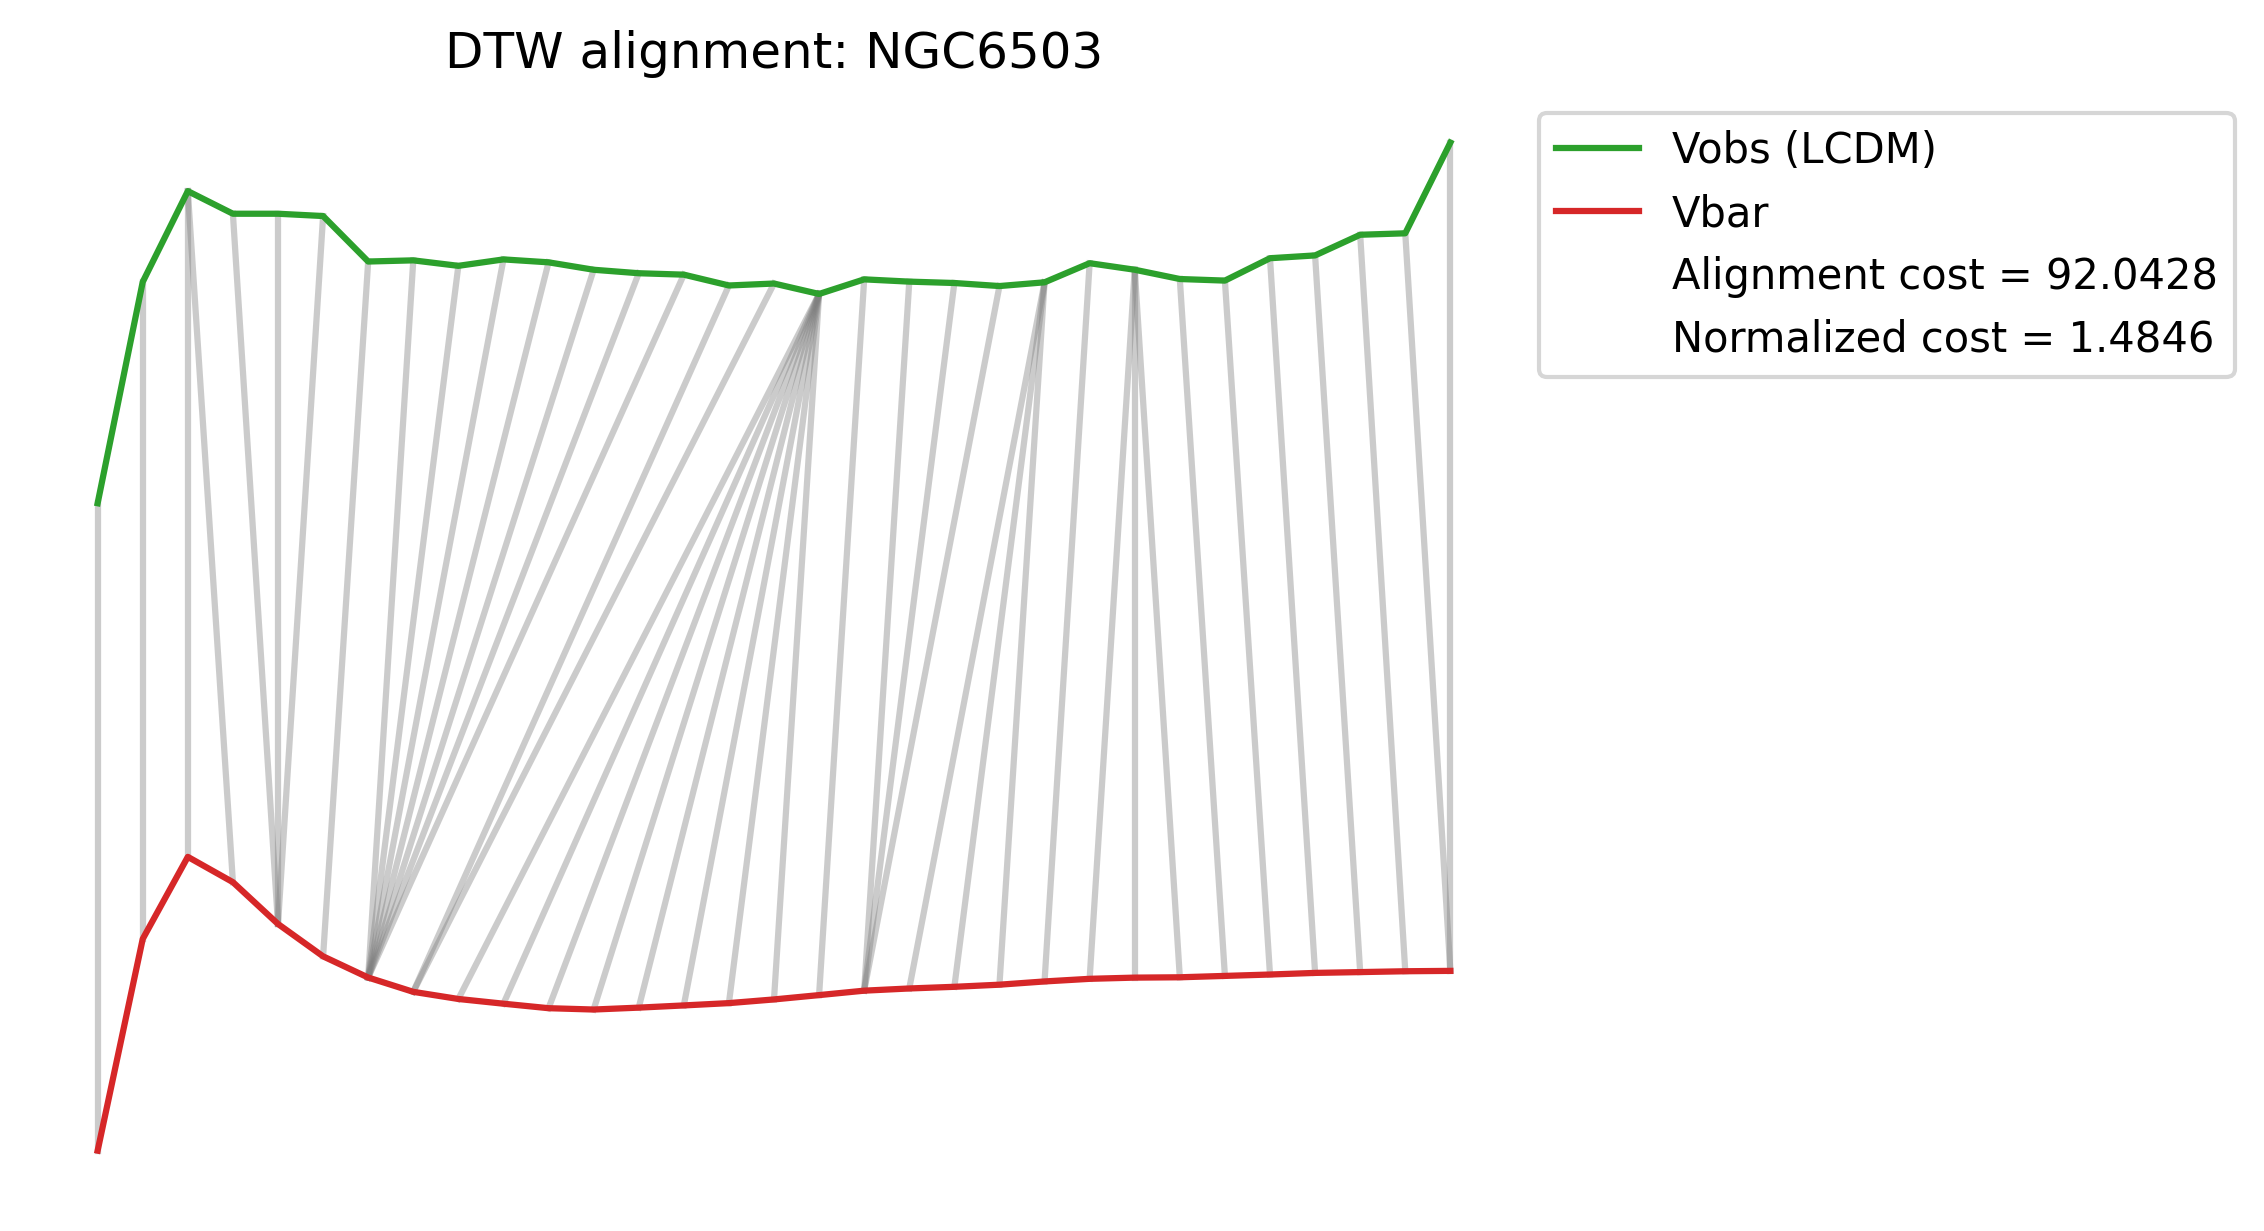 DTW alignment: NGC6503
Vobs (LCDM)
Vbar
Alignment cost = 92.0428
Normalized cost = 1.4846